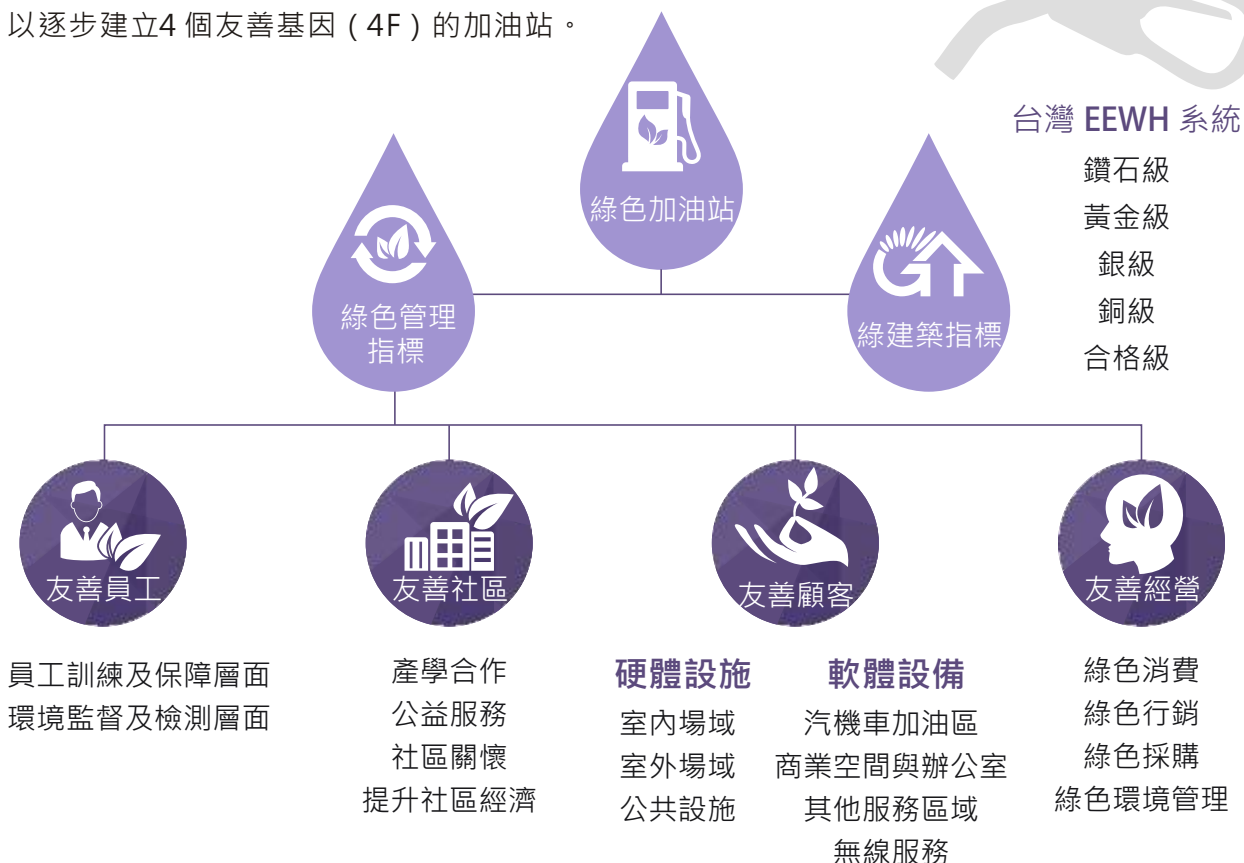 以逐步建立4 個友善基因（4F）的加油站。
綠色加油站
綠色管理
指標
綠建築指標
台灣 EEWH 系統
鑽石級
黃金級
銀級
銅級
合格級
友善員工
員工訓練及保障層面
環境監督及檢測層面
友善社區
產學合作
公益服務
社區關懷
提升社區經濟
友善顧客
硬體設施
室內場域
室外場域
公共設施
軟體設備
汽機車加油區
商業空間與辦公室
其他服務區域
無線服務
友善經營
綠色消費
綠色行銷
綠色採購
綠色環境管理